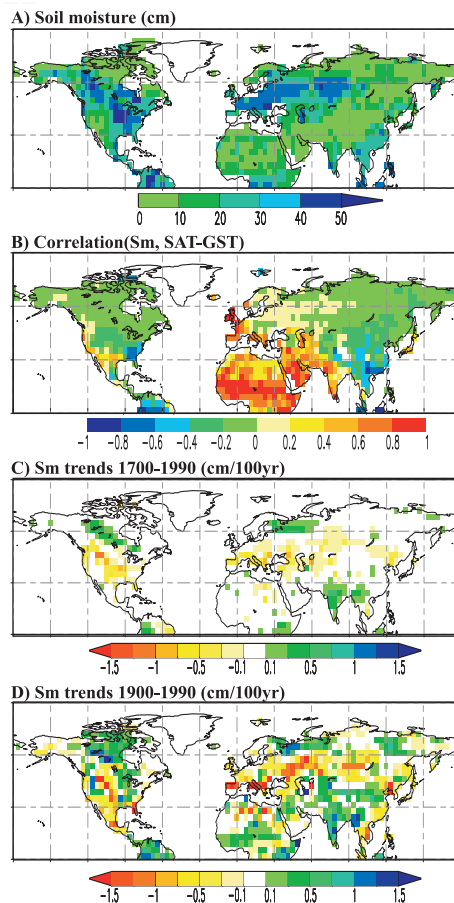 A) Soil moisture (cm)
0 10 20 30 40 50
B) Correlation(Sm, SAT-GST)
-1 -0.8 -0.6 -0.4 -0.2 0 0.2 0.4 0.6 0.8 1
C) Sm trends 1700-1990 (cm/100yr)
-1.5 -1 -0.5 -0.1 0.1 0.5 1 1.5
D) Sm trends 1900-1990 (cm/100yr)
-1.5 -1 -0.5 -0.1 0.1 0.5 1 1.5